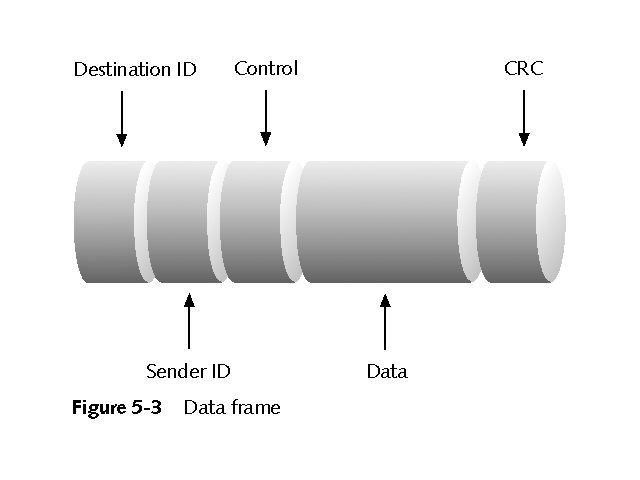 Destination ID Control CRC
Sender ID Data
Figure 5-3 Data frame